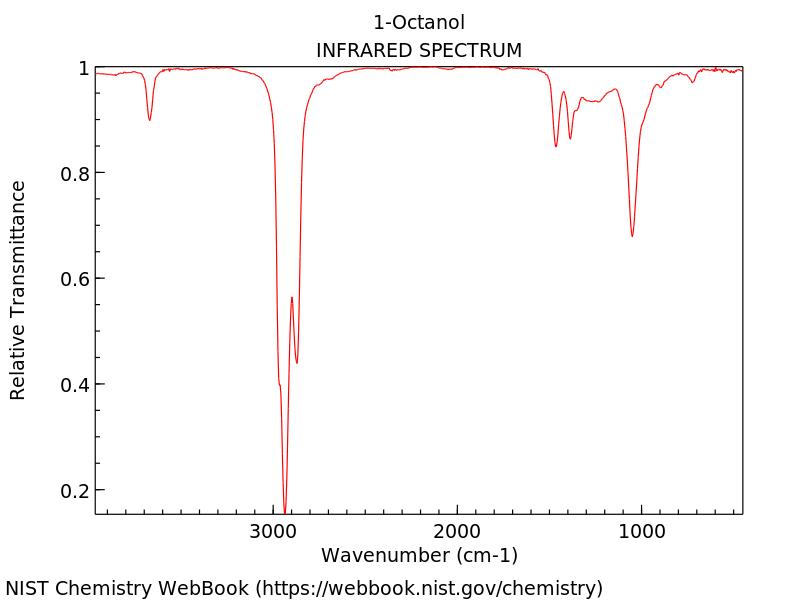 1-Octanol
INFRARED SPECTRUM
1
0.8
0.6
0.4
0.2
Relative Transmittance
3000 2000 1000
Wavenumber (cm-1)
NIST Chemistry WebBook (https://webbook.nist.gov/chemistry)